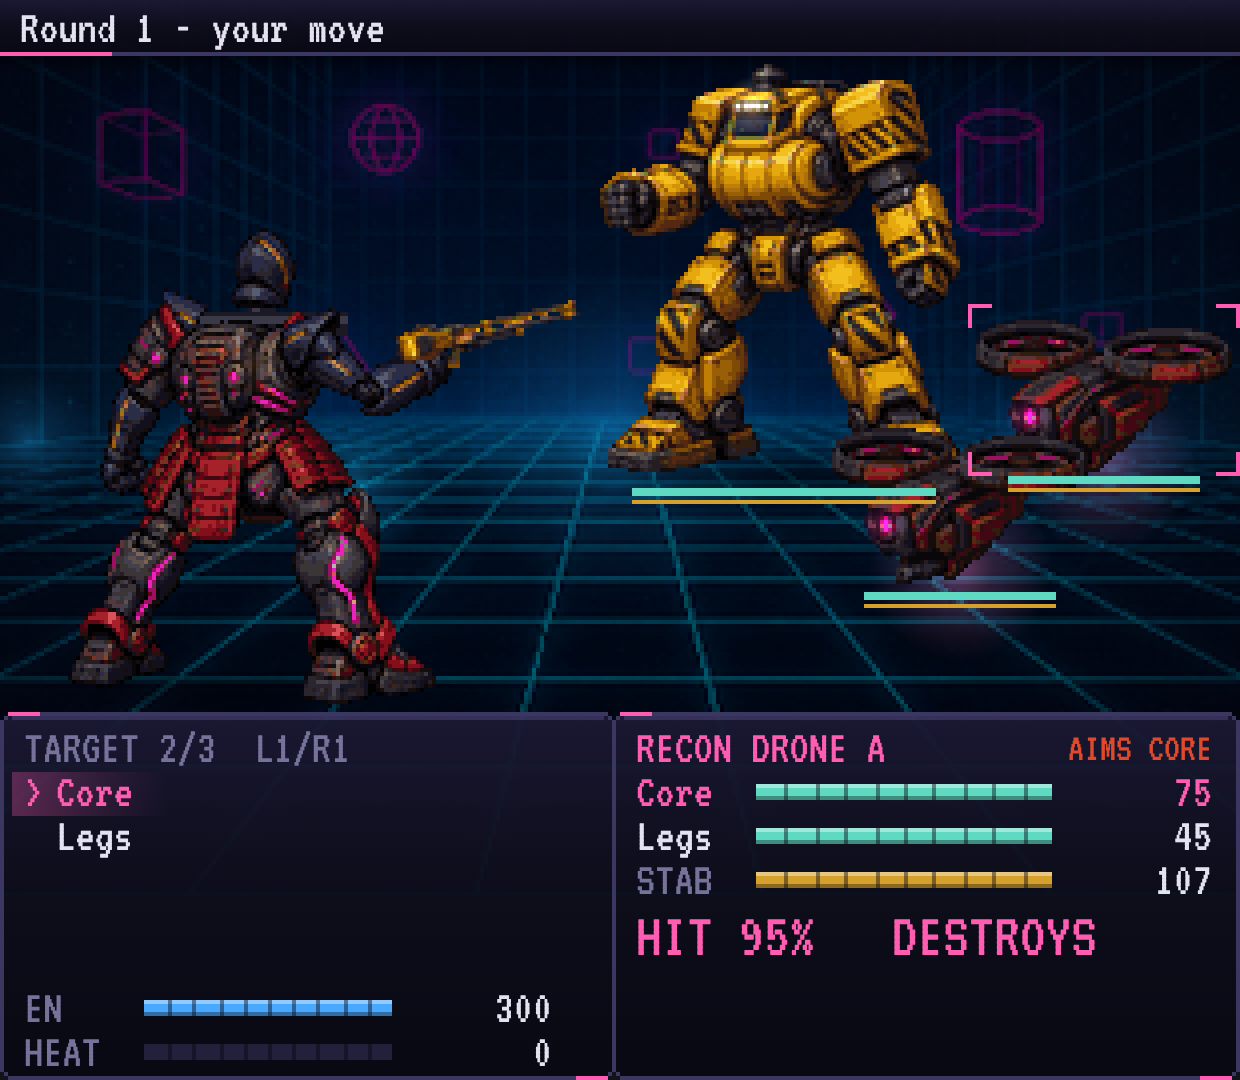 Round 1 - your move
TARGET 2/3 L1/R1
> Core
Legs
EN 300
HEAT 0
RECON DRONE A AIMS CORE
Core 75
Legs 45
STAB 107
HIT 95% DESTROYS